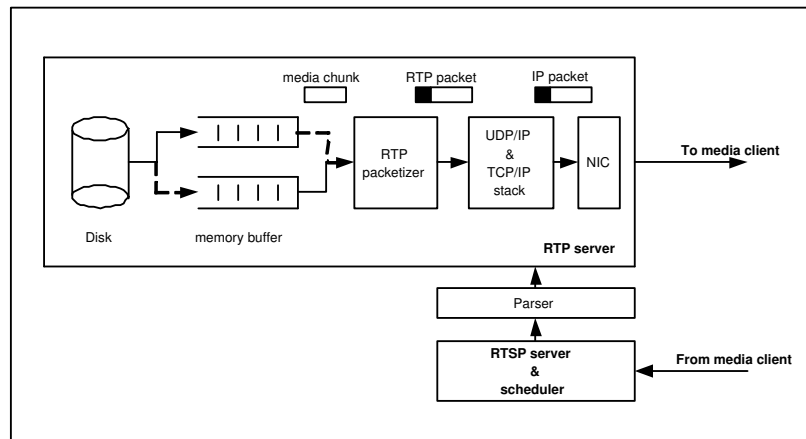 media chunk
RTP packet
IP packet
RTP
packetizer
UDP/IP
&
TCP/IP
stack
NIC
To media client
Disk
memory buffer
RTP server
Parser
RTSP server
&
scheduler
From media client